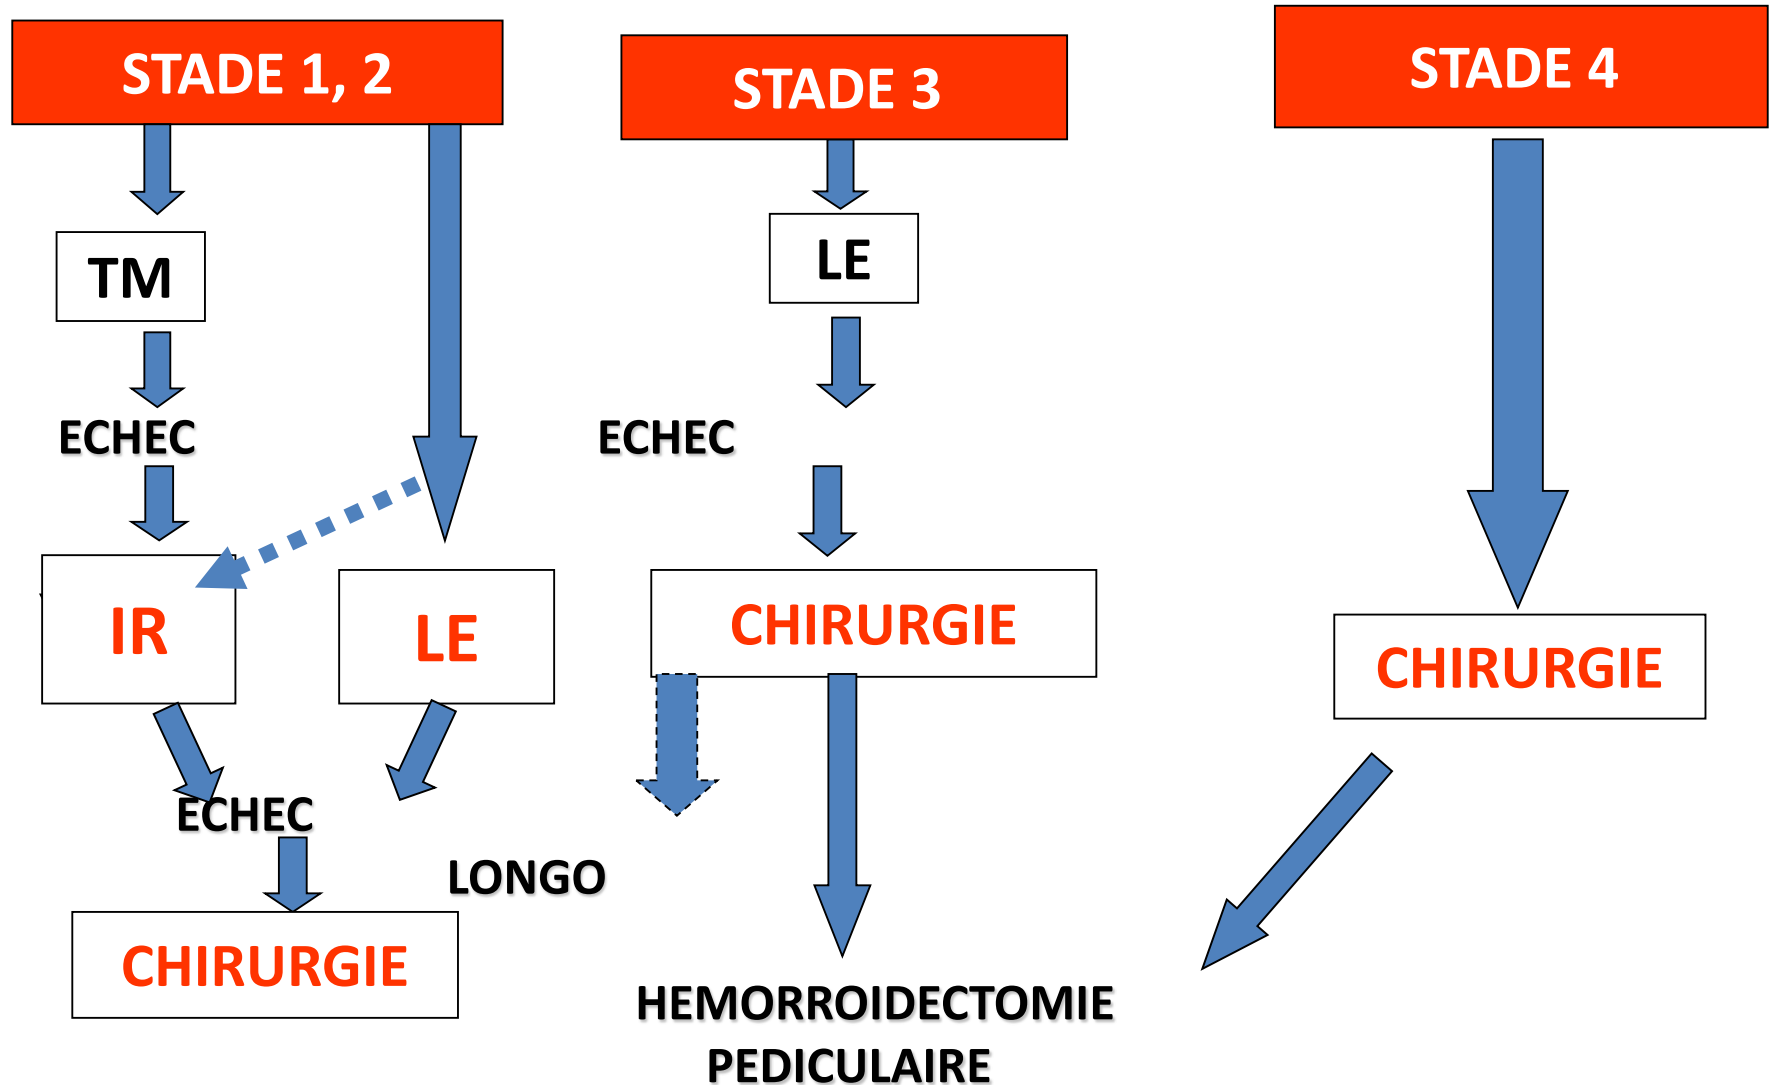 STADE 1, 2
STADE 3
STADE 4
TM
LE
ECHEC
ECHEC
IR
LE
CHIRURGIE
CHIRURGIE
ECHEC
LONGO
CHIRURGIE
HEMORROIDECTOMIE
PEDICULAIRE